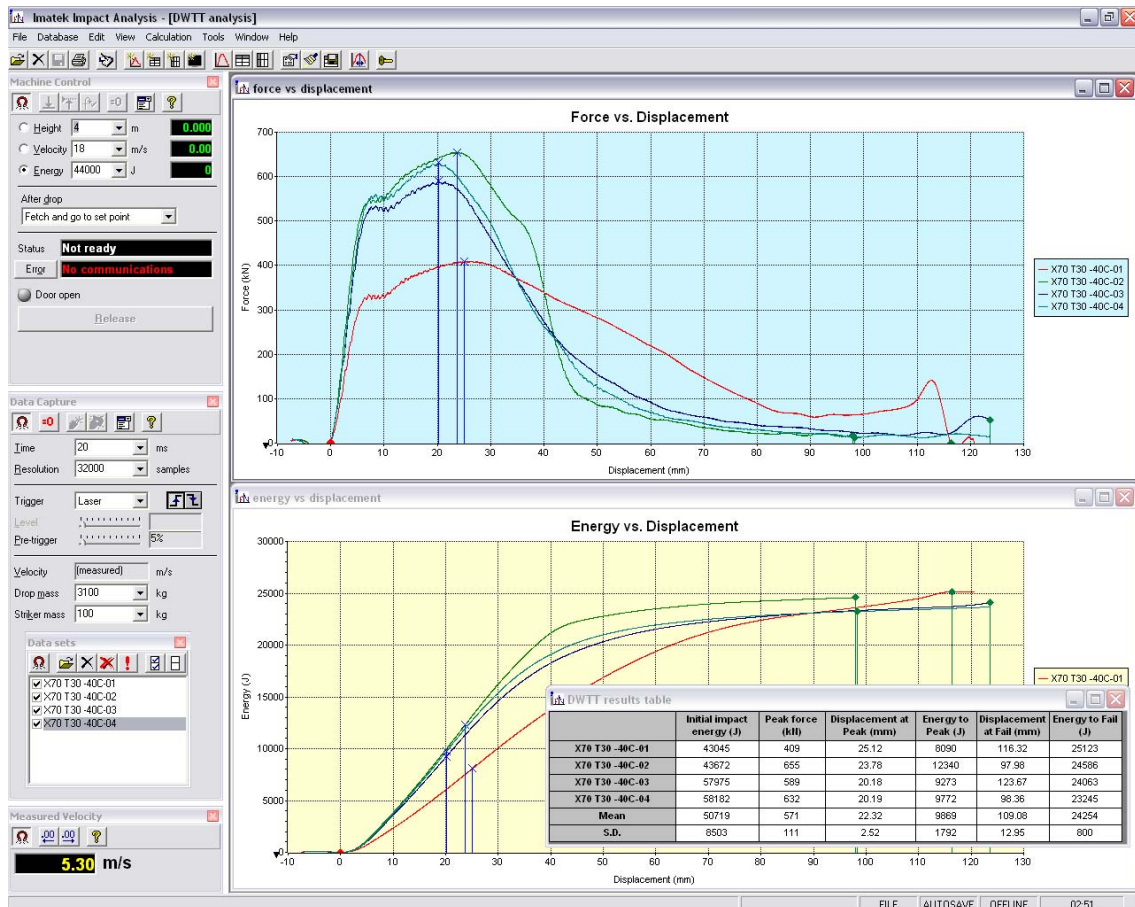 Imatek Impact Analysis - [DWTT analysis]
File Database Edit View Calculation Tools Window Help
Machine Control
=0
Height 4 m 0.000
Velocity 18 m/s 0.00
Energy 44000 J 0
After drop
Fetch and go to set point
Status Not ready
Error No communications
Door open
Release
Data Capture
=0
Time 20 ms
Resolution 32000 samples
Trigger Laser
Level
Pre-trigger 5%
Velocity (measured) m/s
Drop mass 3100 kg
Striker mass 100 kg
Data sets
X70 T30 -40C-01
X70 T30 -40C-02
X70 T30 -40C-03
X70 T30 -40C-04
Measured Velocity
.00 .00
5.30 m/s
force vs displacement
Force vs. Displacement
700
600
500
400
300
200
100
0
Force (kN)
-10 0 10 20 30 40 50 60 70 80 90 100 110 120 130
Displacement (mm)
X70 T30 -40C-01
X70 T30 -40C-02
X70 T30 -40C-03
X70 T30 -40C-04
energy vs displacement
Energy vs. Displacement
30000
25000
20000
15000
10000
5000
0
Energy (J)
-10 0 10 20 30 40 50 60 70 80 90 100 110 120 130
Displacement (mm)
X70 T30 -40C-01
DWTT results table
Initial impact energy (J) Peak force (kN) Displacement at Peak (mm) Energy to Peak (J) Displacement at Fail (mm) Energy to Fail (J)
X70 T30 -40C-01 43045 409 25.12 8090 116.32 25123
X70 T30 -40C-02 43672 655 23.78 12340 97.98 24586
X70 T30 -40C-03 57975 589 20.18 9273 123.67 24063
X70 T30 -40C-04 58182 632 20.19 9772 98.36 23245
Mean 50719 571 22.32 9869 109.08 24254
S.D. 8503 111 2.52 1792 12.95 800
FILE AUTOSAVE OFFLINE 02:51